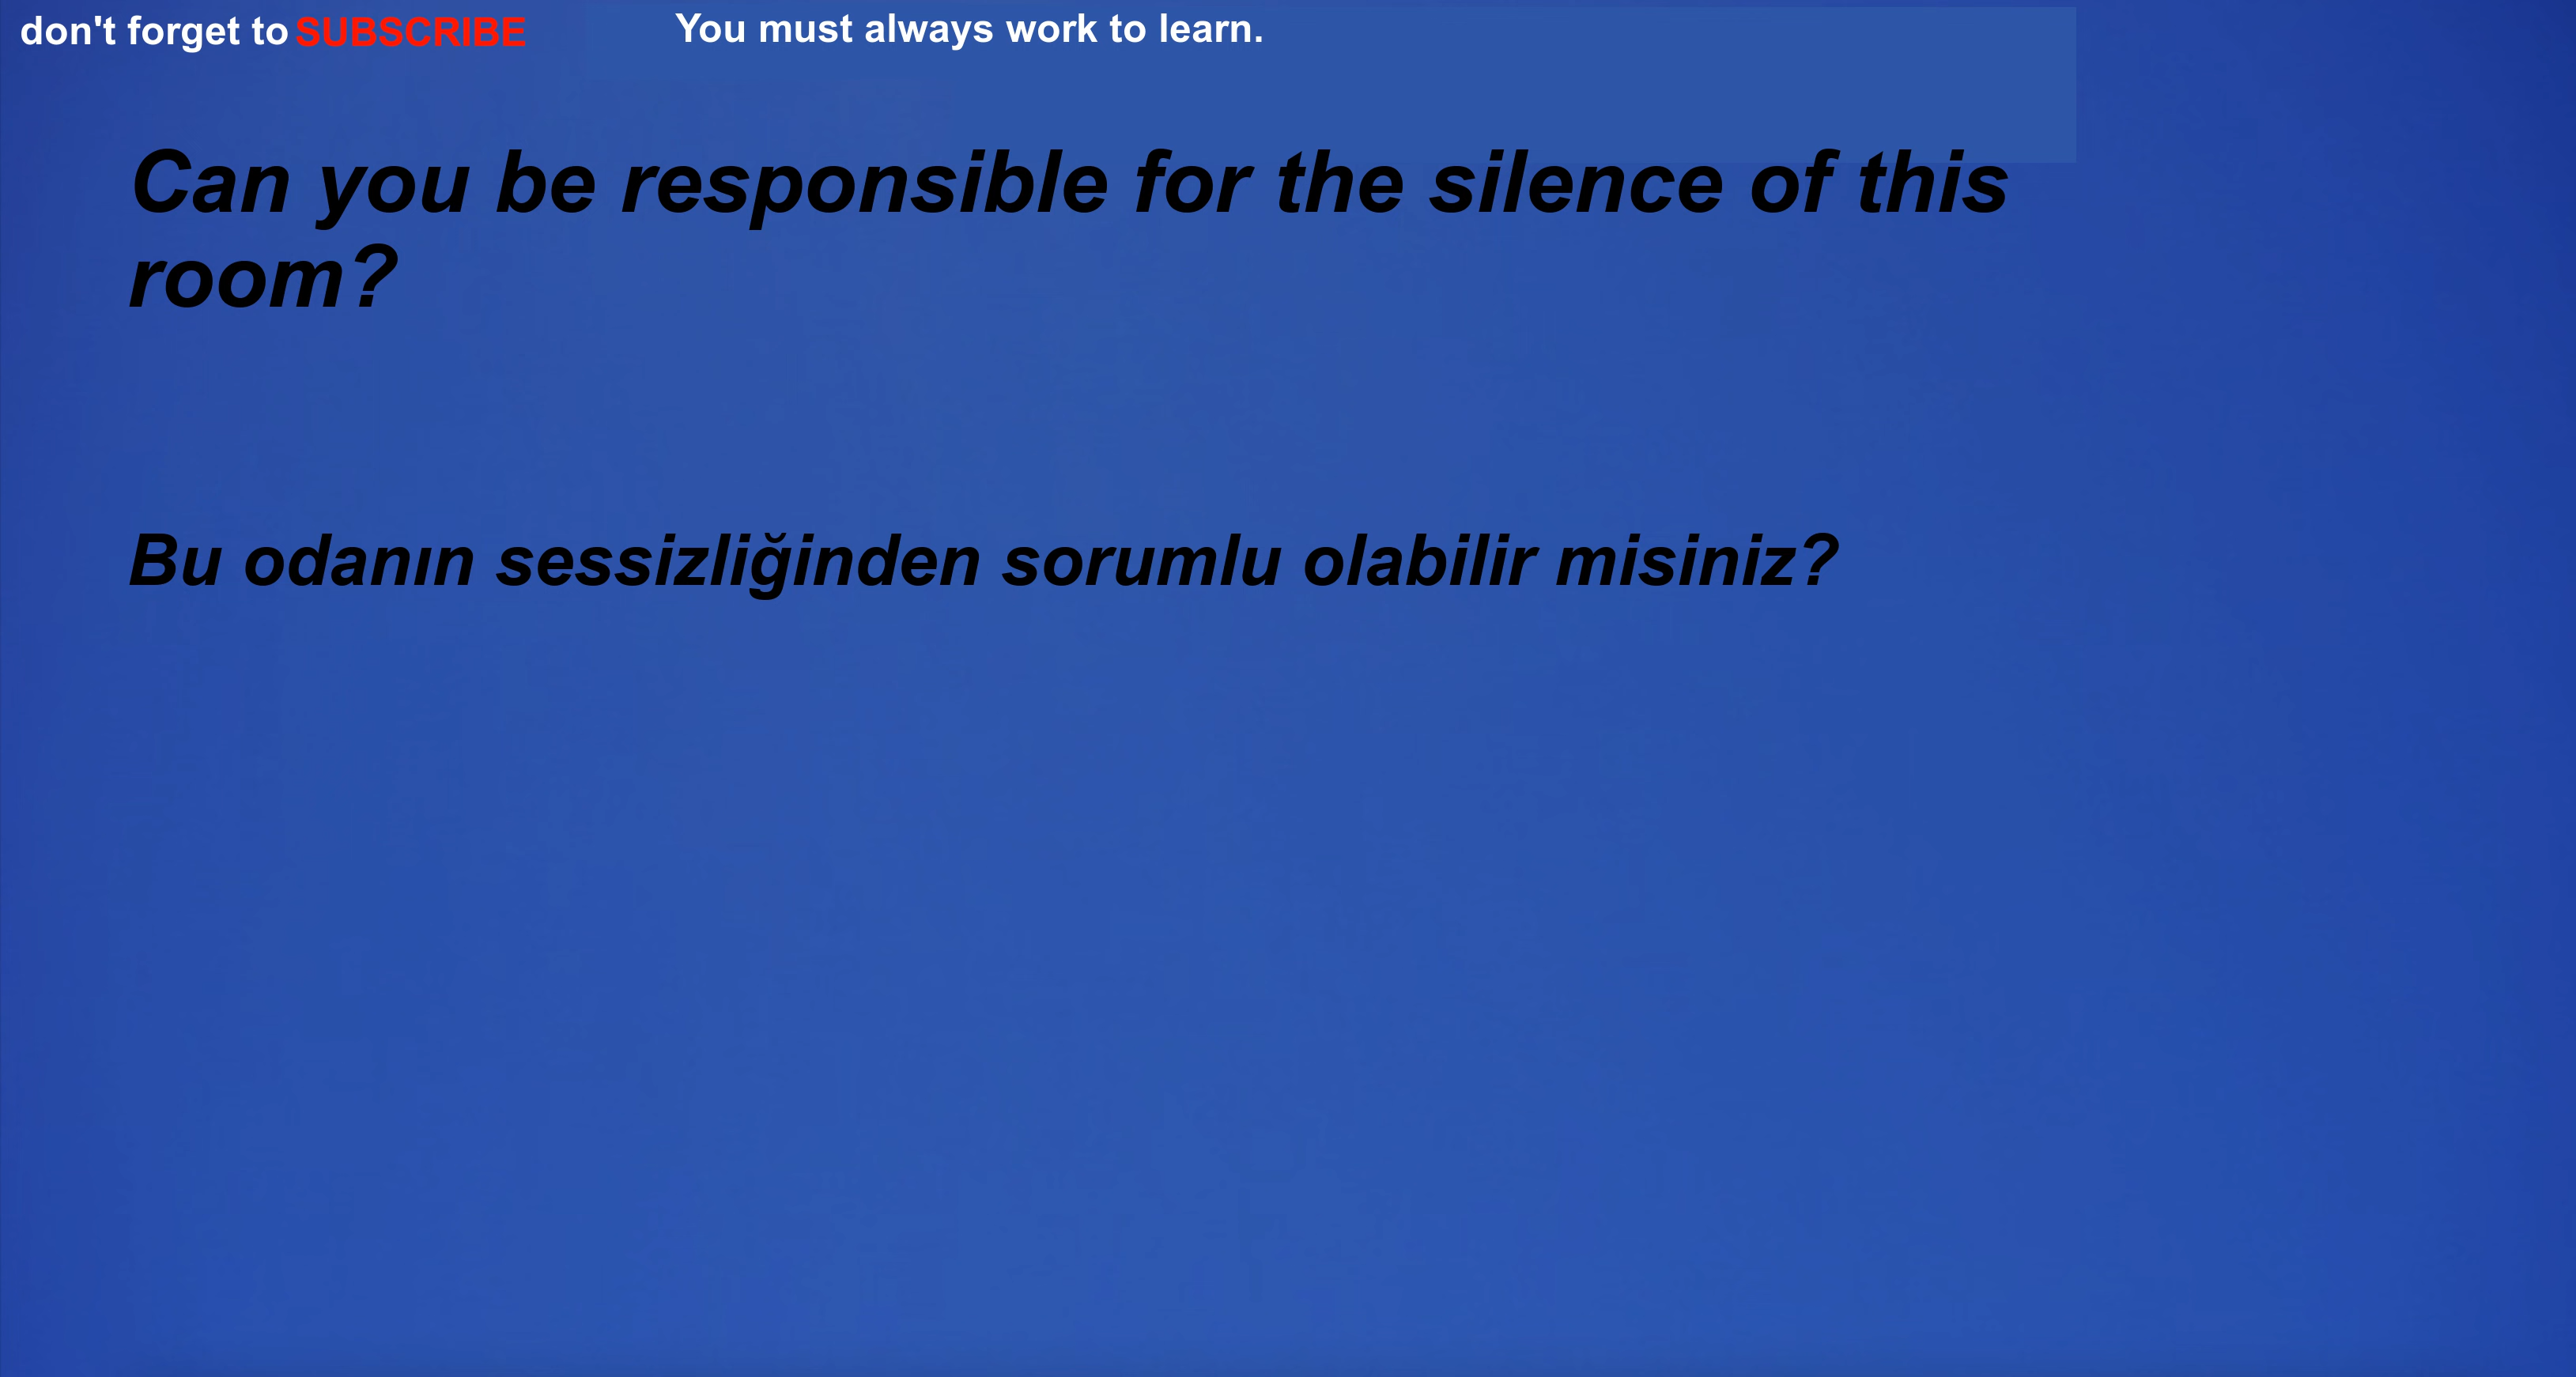 don't forget to SUBSCRIBE
You must always work to learn.
Can you be responsible for the silence of this
room?
Bu odanın sessizliğinden sorumlu olabilir misiniz?